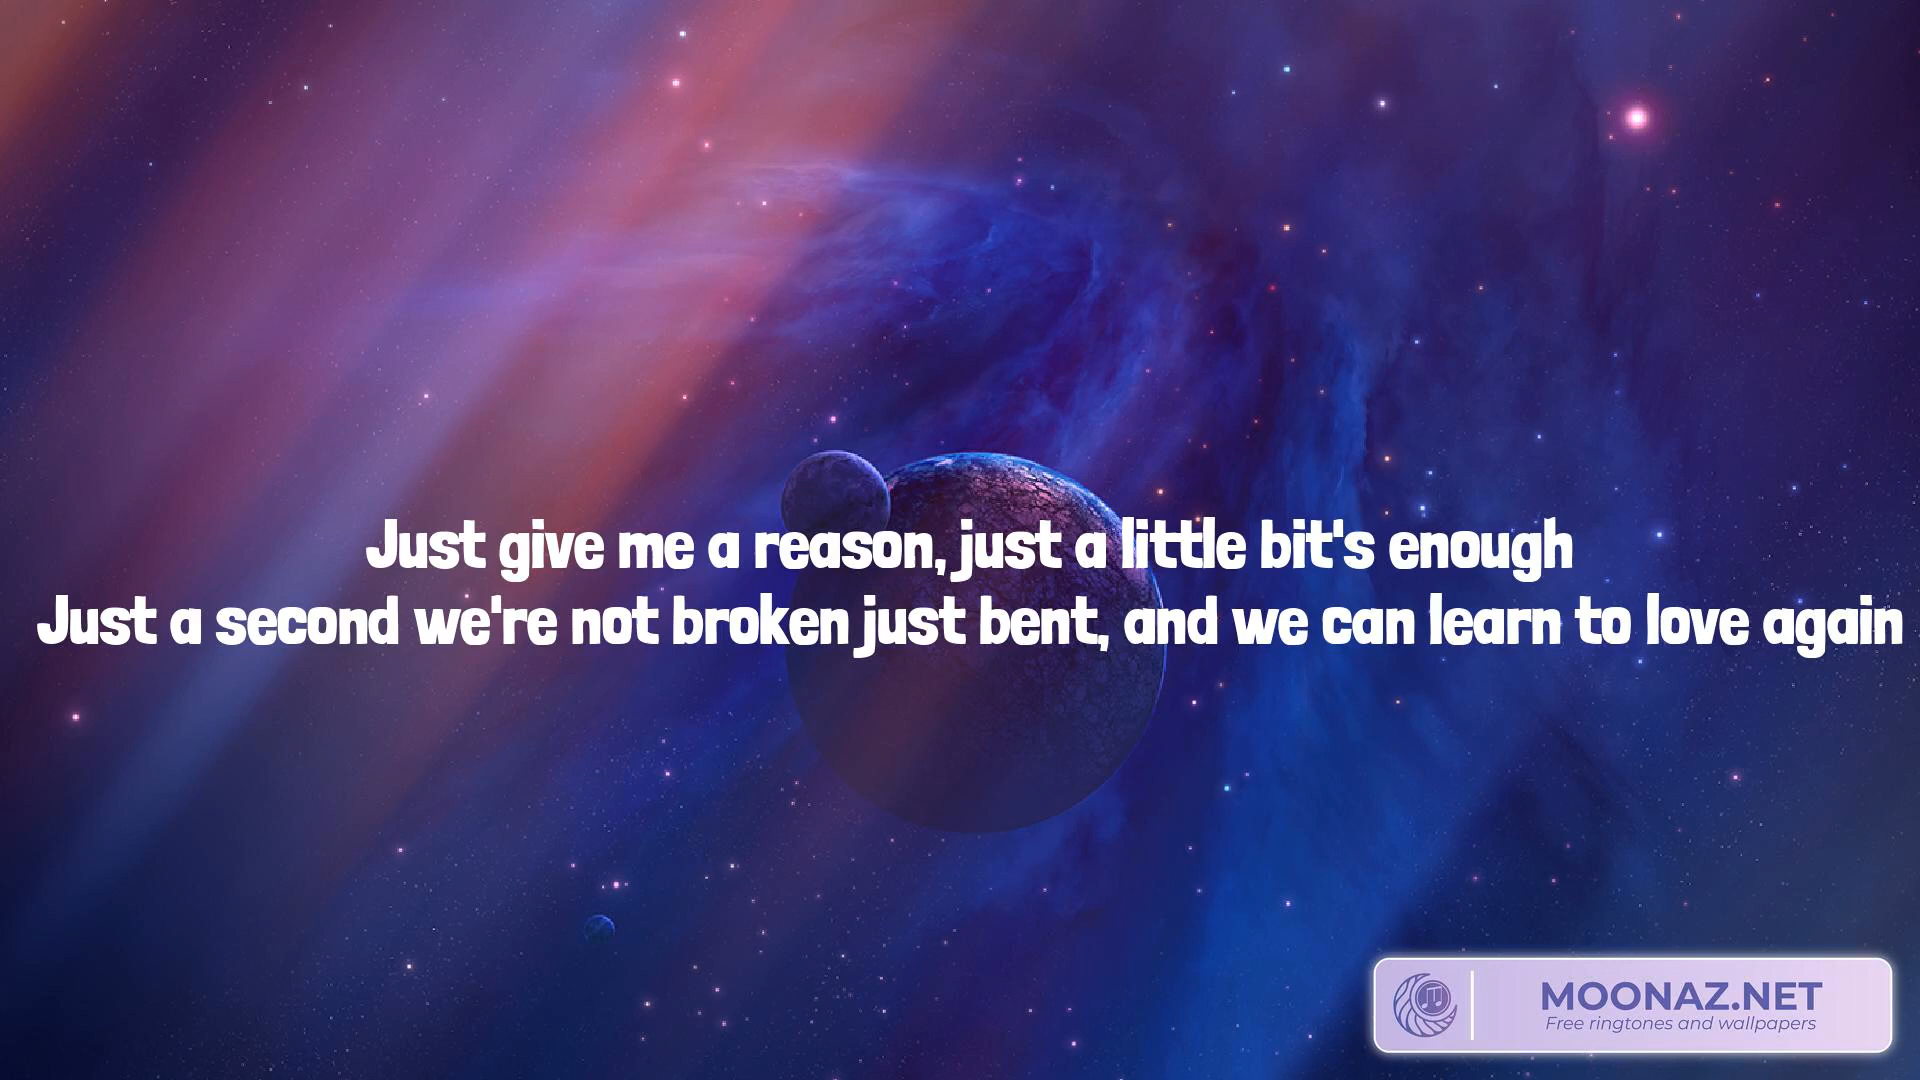 Just give me a reason, just a little bit's enough
Just a second we're not broken just bent, and we can learn to love again
MOONAZ.NET
Free ringtones and wallpapers